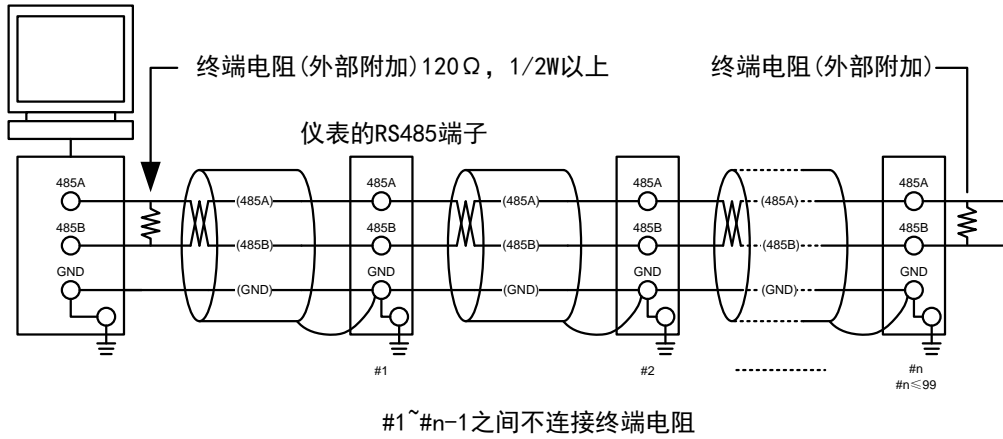 终端电阻(外部附加)120Ω，1/2W以上
终端电阻(外部附加)
仪表的RS485端子
485A
(485A)
485A
(485A)
485A
(485A)
485A
485B
(485B)
485B
(485B)
485B
(485B)
485B
GND
(GND)
GND
(GND)
GND
(GND)
GND
#1
#2
#n
#n≤99
#1~#n-1之间不连接终端电阻